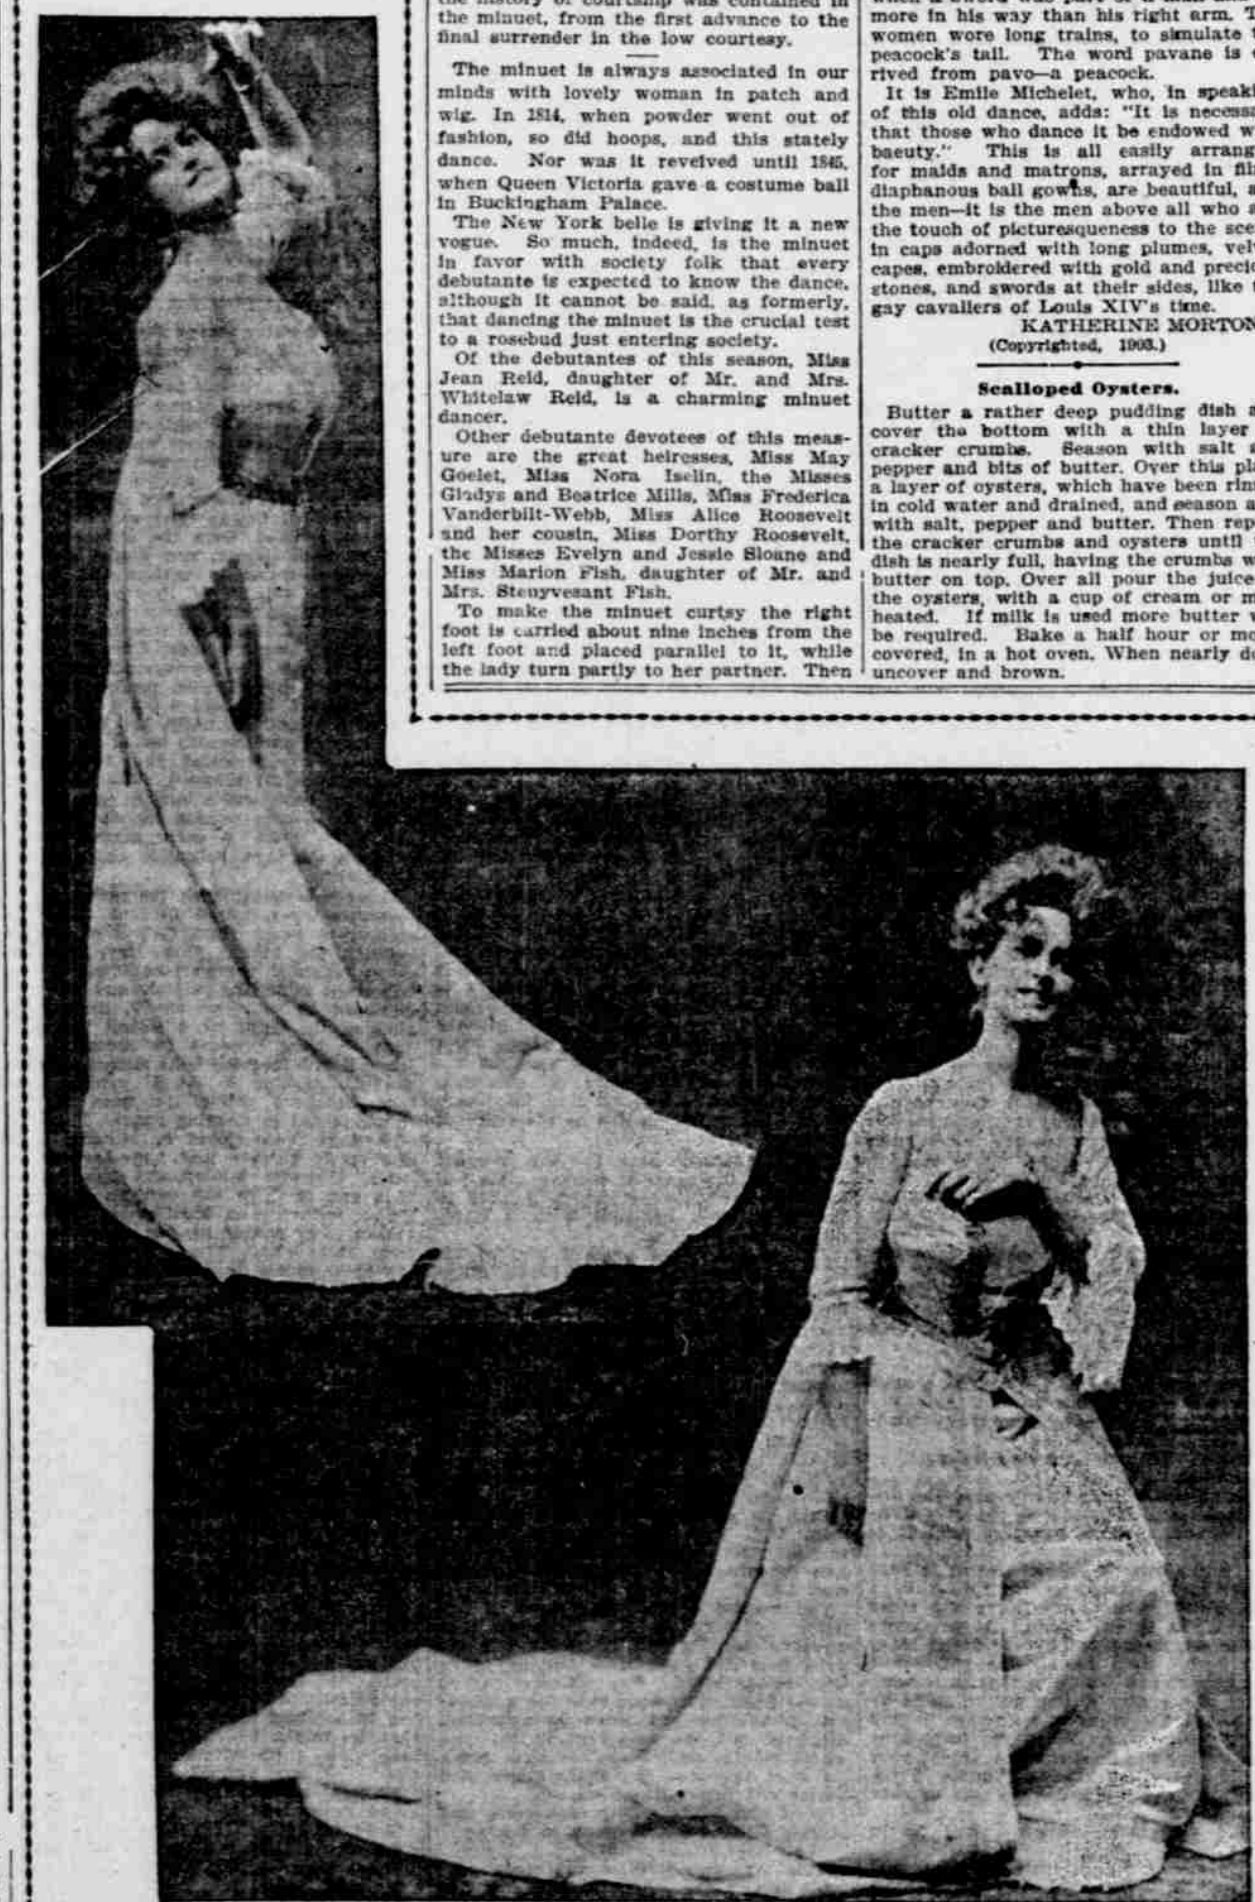 the history of courtship was contained in
the minuet, from the first advance to the
final surrender in the low courtesy.
The minuet is always associated in our
minds with lovely woman in patch and
wig. In 1814, when powder went out of
fashion, so did hoops, and this stately
dance. Nor was it reveived until 1845,
when Queen Victoria gave a costume ball
in Buckingham Palace.
The New York belle is giving it a new
vogue. So much, indeed, is the minuet
in favor with society folk that every
debutante is expected to know the dance,
although it cannot be said, as formerly,
that dancing the minuet is the crucial test
to a rosebud just entering society.
Of the debutantes of this season, Miss
Jean Reid, daughter of Mr. and Mrs.
Whitelaw Reid, is a charming minuet
dancer.
Other debutante devotees of this meas-
ure are the great heiresses, Miss May
Goelet, Miss Nora Iselin, the Misses
Gladys and Beatrice Mills, Miss Frederica
Vanderbilt-Webb, Miss Alice Roosevelt
and her cousin, Miss Dorthy Roosevelt,
the Misses Evelyn and Jessie Sloane and
Miss Marion Fish, daughter of Mr. and
Mrs. Stenyvesant Fish.
To make the minuet curtsy the right
foot is carried about nine inches from the
left foot and placed parallel to it, while
the lady turn partly to her partner. Then
more in his way than his right arm.
women wore long trains, to simulate
peacock's tail. The word pavane is
rived from pavo—a peacock.
It is Emile Michelet, who, in
of this old dance, adds: "It is
that those who dance it be endowed
baeuty." This is all easily
for maids and matrons, arrayed in
diaphanous ball gowns, are beautiful,
the men—it is the men above all who
the touch of picturesqueness to the
in caps adorned with long plumes,
capes, embroldered with gold and
stones, and swords at their sides, like
gay cavaliers of Louis XIV's time.
KATHERINE MORTON
(Copyrighted, 1903.)
Scalloped Oysters.
Butter a rather deep pudding dish
cover the bottom with a thin layer
cracker crumbs. Season with salt
pepper and bits of butter. Over this
a layer of oysters, which have been
in cold water and drained, and season
with salt, pepper and butter. Then
the cracker crumbs and oysters until
dish is nearly full, having the crumbs
butter on top. Over all pour the juice
the oysters, with a cup of cream or
heated. If milk is used more butter
be required. Bake a half hour or
covered, in a hot oven. When nearly
uncover and brown.